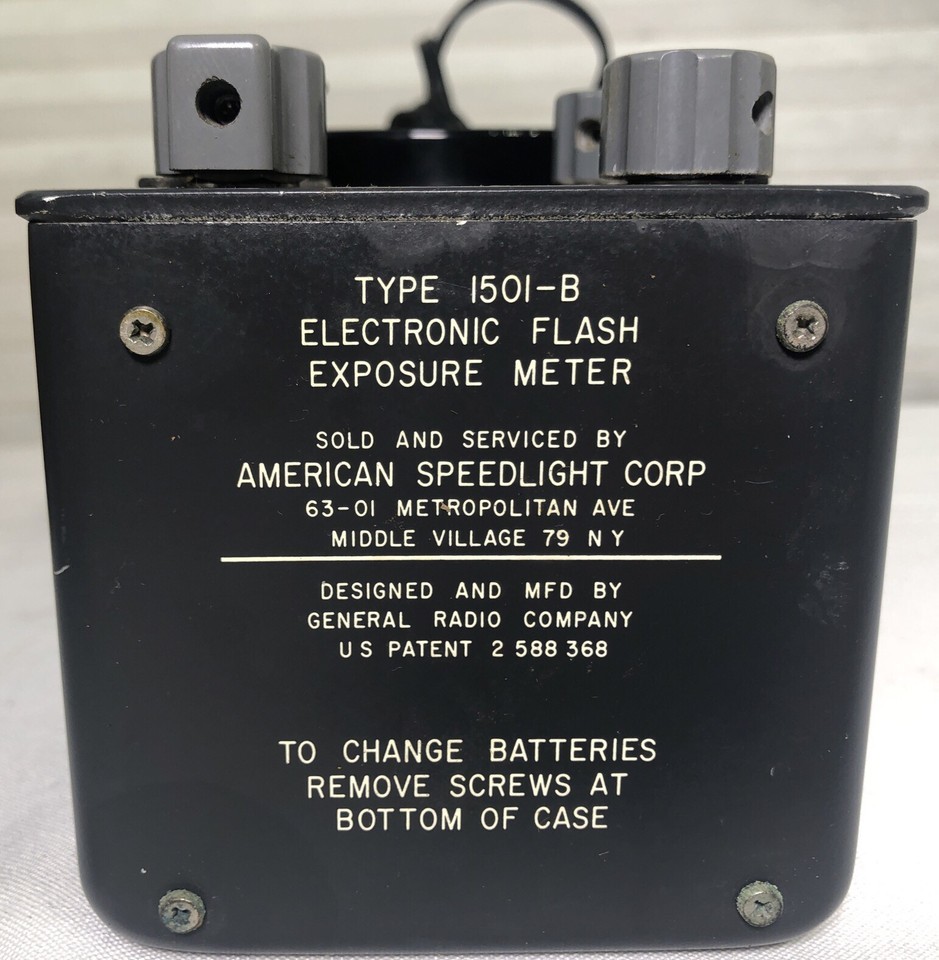 TYPE 1501-B
ELECTRONIC FLASH
EXPOSURE METER
SOLD AND SERVICED BY
AMERICAN SPEEDLIGHT CORP
63-01 METROPOLITAN AVE
MIDDLE VILLAGE 79 N Y
DESIGNED AND MFD BY
GENERAL RADIO COMPANY
U S PATENT 2 588 368
TO CHANGE BATTERIES
REMOVE SCREWS AT
BOTTOM OF CASE